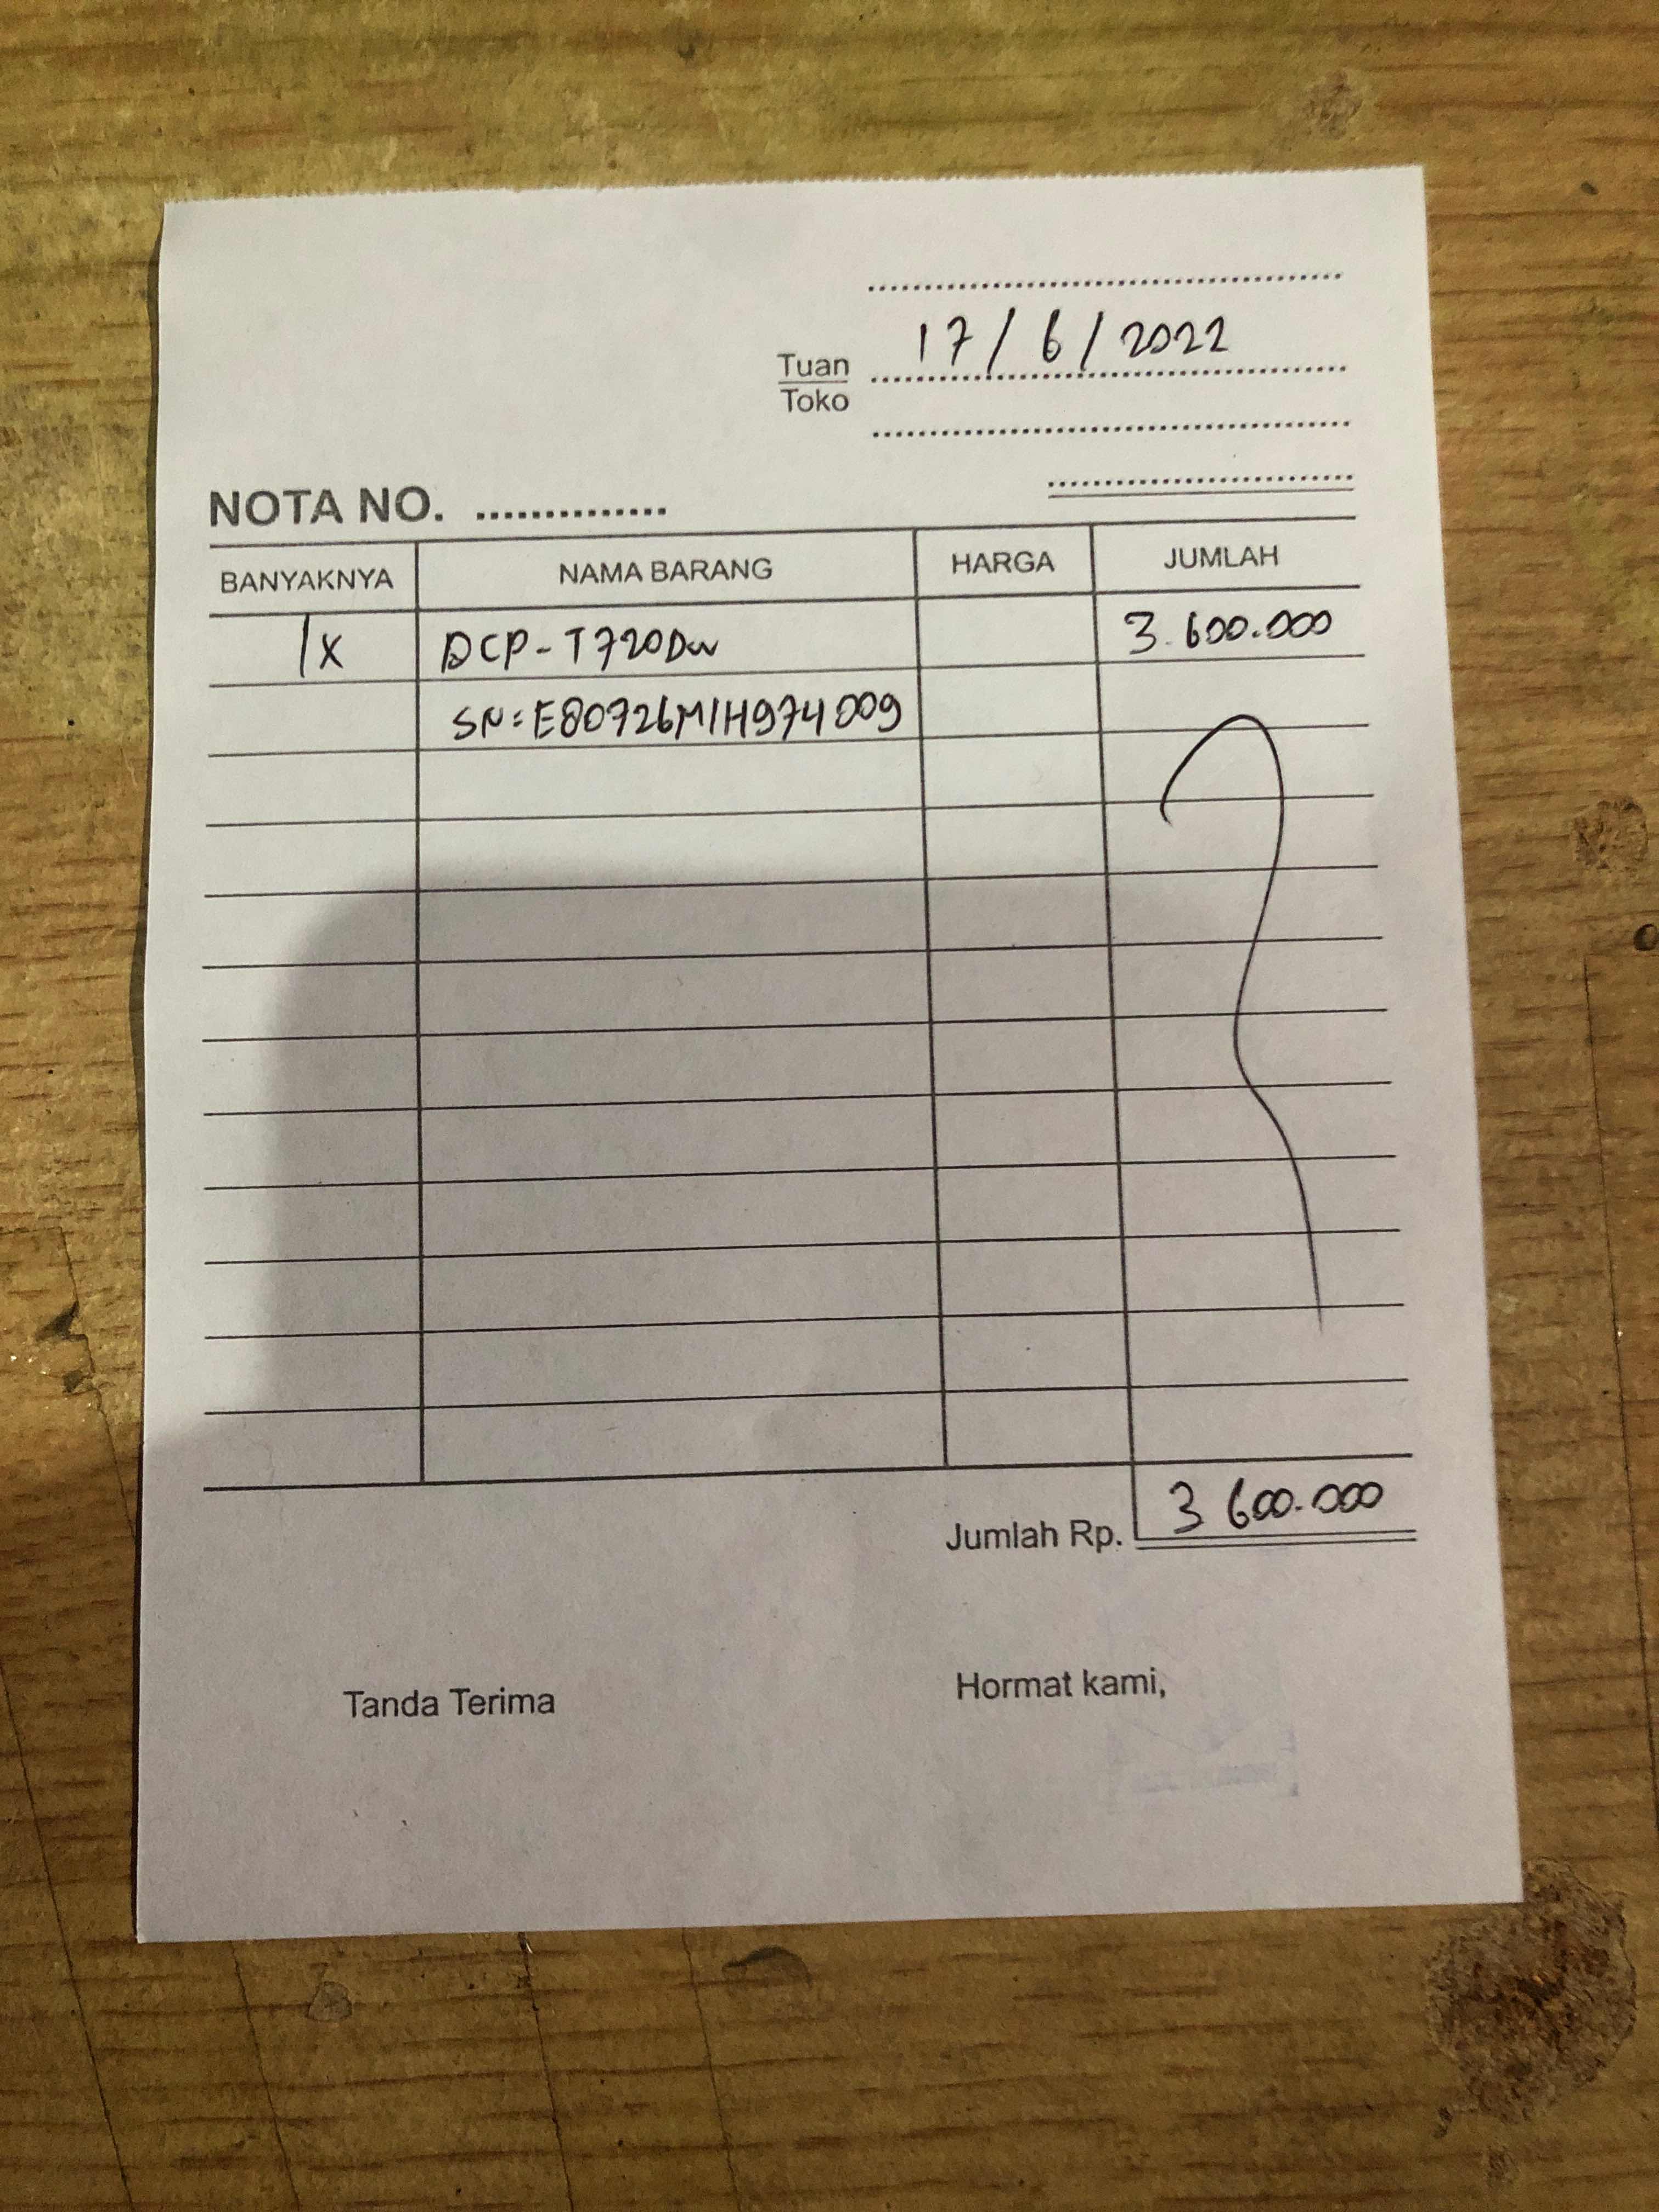 17/6/2022
Tuan
Toko
NOTA NO. ..............
BANYAKNYA NAMA BARANG HARGA JUMLAH
1x DCP-T720Dw 3.600.000
SN=E80726M1H974009
Jumlah Rp. 3 600.000
Tanda Terima Hormat kami,